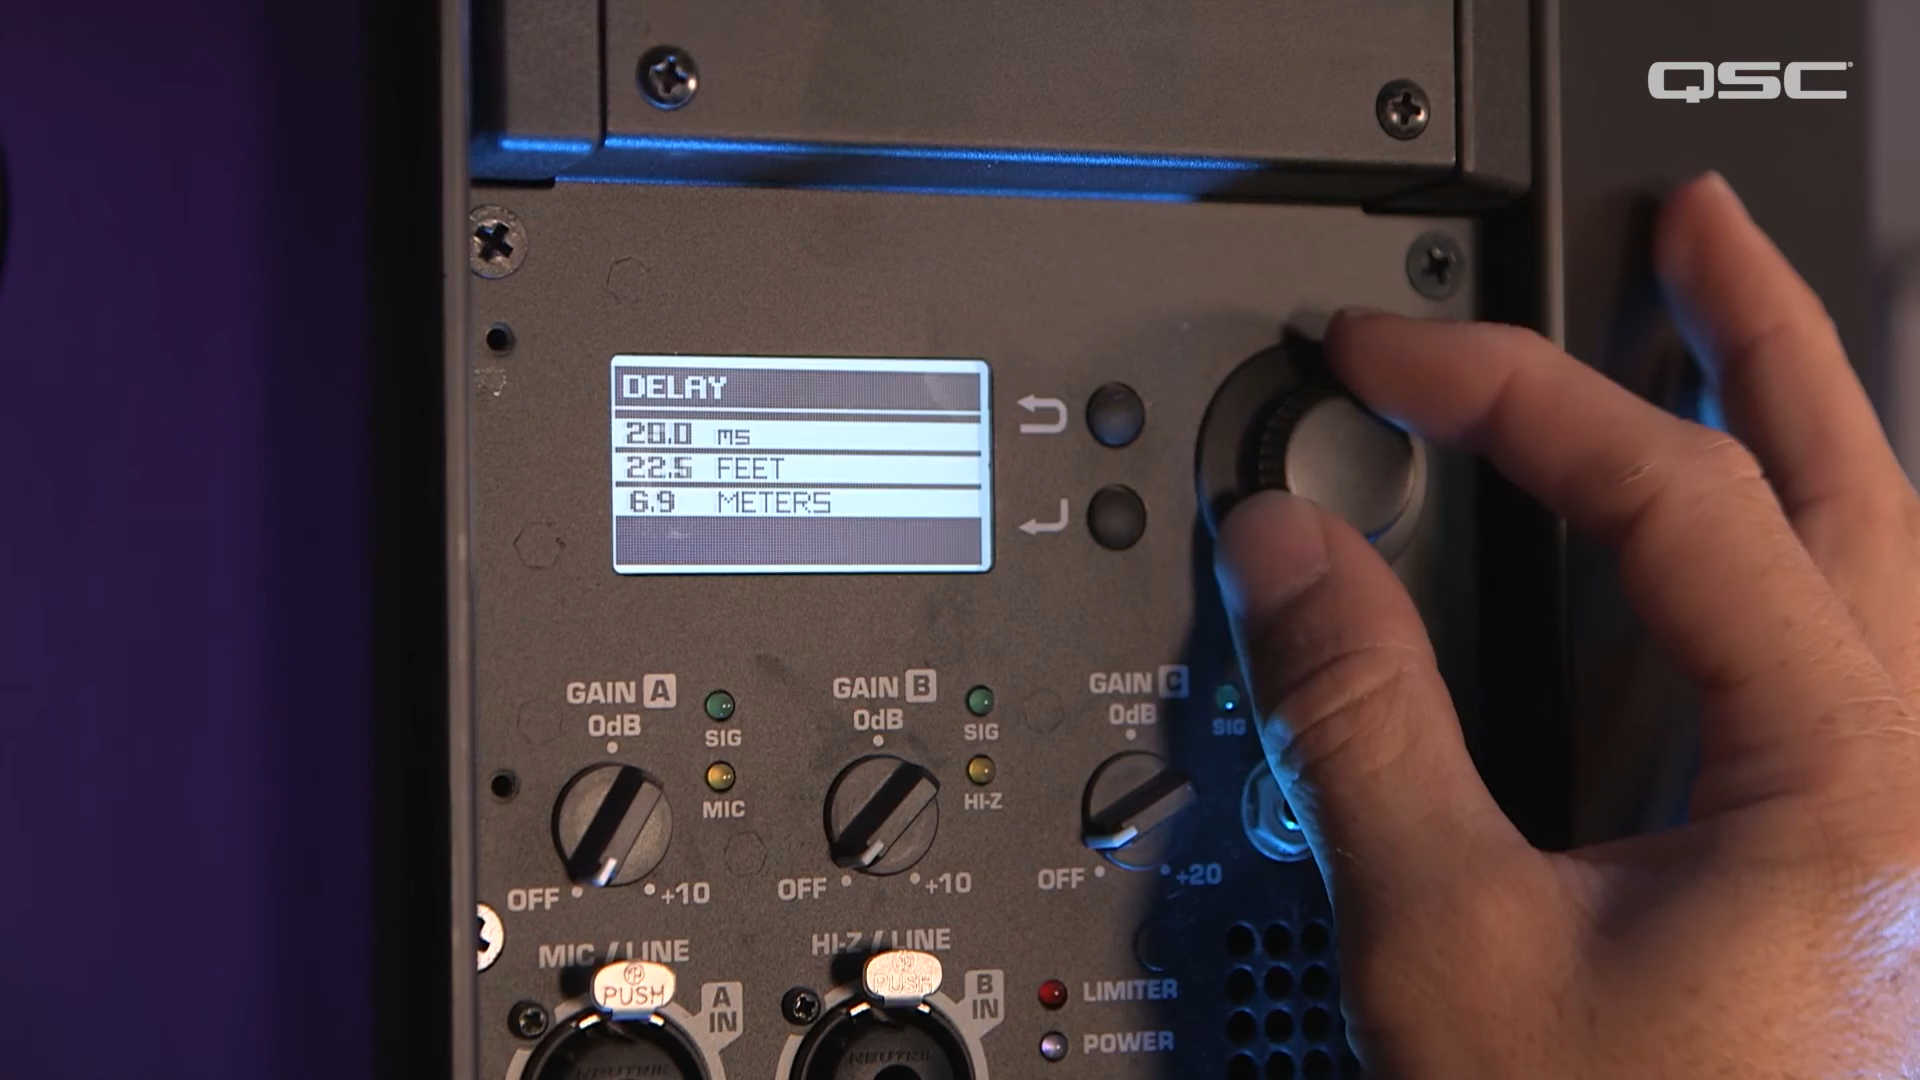 QSC
DELAY
20.0 ms
22.5 FEET
6.9 METERS
GAIN A
0dB
SIG
MIC
OFF
+10
GAIN B
0dB
SIG
HI-Z
OFF
+10
GAIN C
0dB
SIG
OFF
+20
MIC / LINE
PUSH
A
IN
NEUTRIK
HI-Z / LINE
PUSH
B
IN
NEUTRIK
LIMITER
POWER